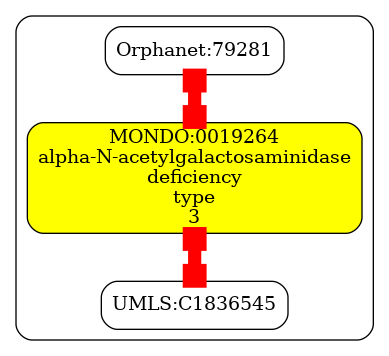 Orphanet:79281
MONDO:0019264
alpha-N-acetylgalactosaminidase
deficiency
type
3
UMLS:C1836545